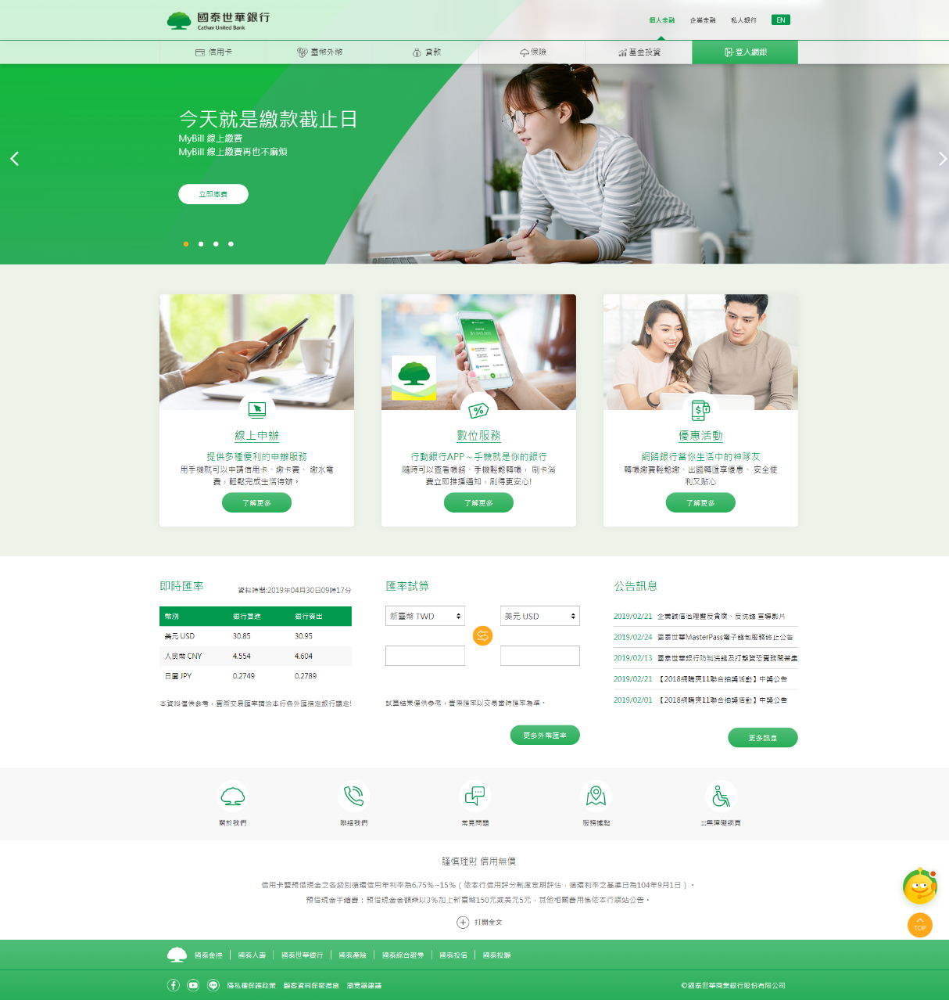 國泰世華銀行
Cathay United Bank
個人金融
企業金融
私人銀行
EN
信用卡
臺幣外幣
貸款
保險
基金投資
登入網銀
今天就是繳款截止日
MyBill 線上繳費
MyBill 線上繳費再也不麻煩
立即繳費
線上申辦
提供多種便利的申辦服務
用手機就可以申請信用卡、繳卡費、 繳水電
費，輕鬆完成生活待辦。
了解更多
數位服務
行動銀行APP～手機就是你的銀行
隨時可以查看帳務、手機輕鬆轉帳， 刷卡消
費立即推播通知，刷得更安心!
了解更多
優惠活動
網路銀行當你生活中的神隊友
轉帳繳費輕鬆繳、出國轉匯享優惠、 安全便
利又貼心
了解更多
即時匯率
資料時間:2019年04月30日09時17分
幣別 銀行買進 銀行賣出
美元 USD 30.85 30.95
人民幣 CNY 4.554 4.604
日圓 JPY 0.2749 0.2789
本資料僅供參考，實際交易匯率請洽本行各外匯指定銀行議定!
匯率試算
新臺幣 TWD
美元 USD
試算結果僅供參考，實際匯率以交易當時匯率為準。
更多外幣匯率
公告訊息
2019/02/21 企業誠信治理暨反貪腐、反洗錢 宣導影片
2019/02/24 國泰世華MasterPass電子錢包服務終止公告
2019/02/13 國泰世華銀行防制洗錢及打擊資恐實務問答集
2019/02/21 【2018網購爽11聯合抽獎活動】中獎公告
2019/02/01 【2018網購爽11聯合抽獎活動】中獎公告
更多訊息
關於我們
聯絡我們
常見問題
服務據點
:::無障礙網頁
謹慎理財 信用無價
信用卡暨預借現金之各級別循環信用年利率為6.75%~15%（依本行信用評分制度定期評估，循環利率之基準日為104年9月1日）。
預借現金手續費：預借現金金額乘以3%加上新臺幣150元或美元5元，其他相關費用係依本行網站公告。
打開全文
TOP
國泰金控
國泰人壽
國泰世華銀行
國泰產險
國泰綜合證券
國泰投信
國泰投顧
隱私權保護政策
顧客資料保密措施
瀏覽器建議
©國泰世華商業銀行股份有限公司